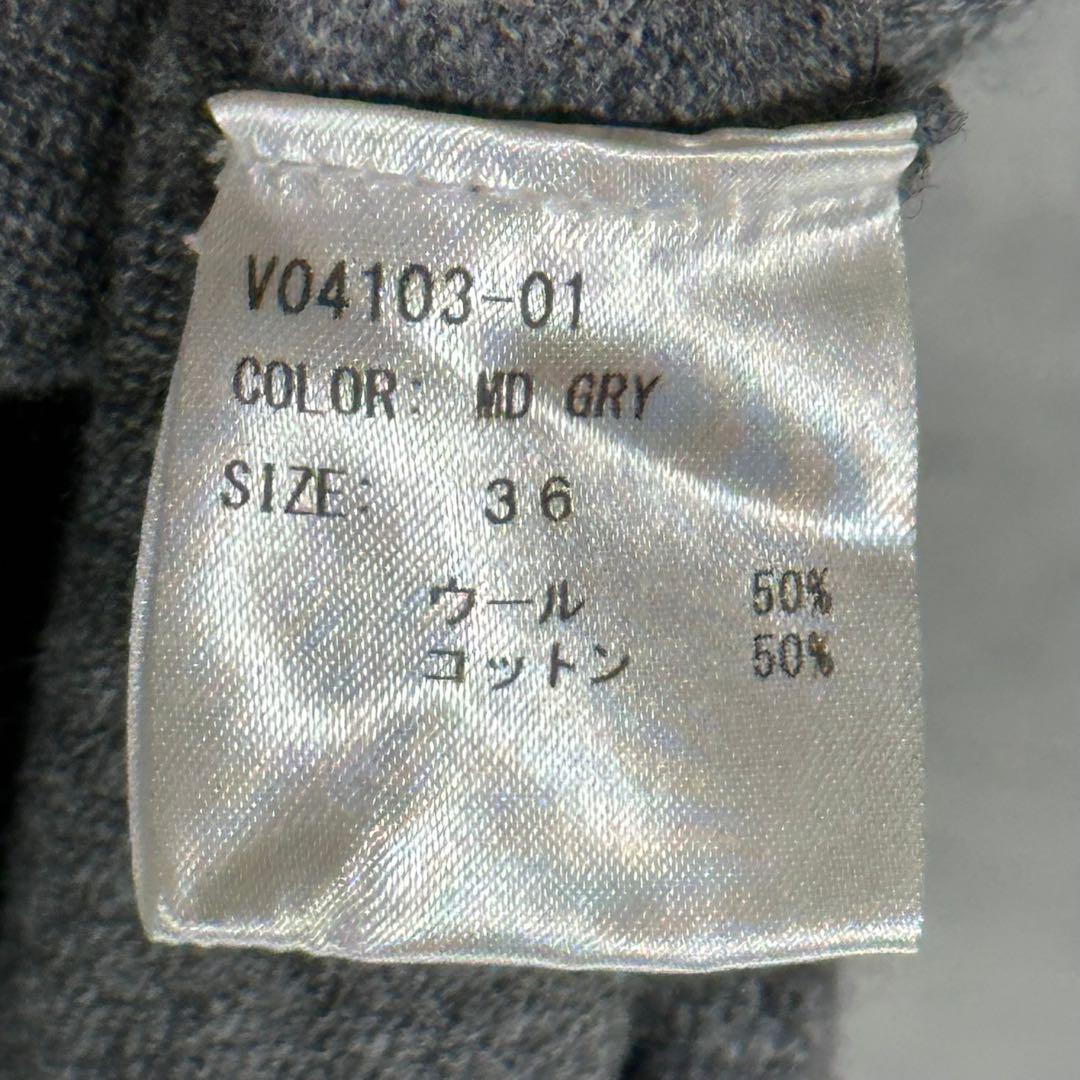 V04103-01
COLOR: MD GRY
SIZE: 36
ウール 50%
コットン 50%